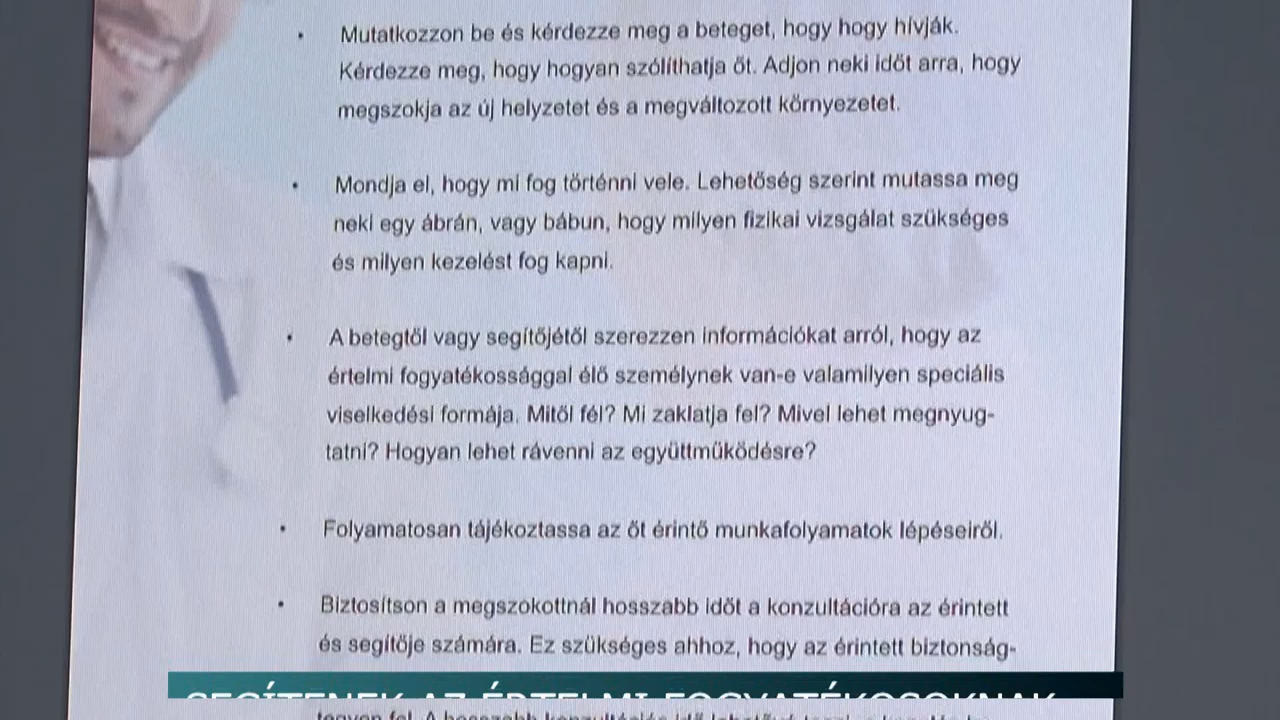 • Mutatkozzon be és kérdezze meg a beteget, hogy hogy hívják.
Kérdezze meg, hogy hogyan szólíthatja őt. Adjon neki időt arra, hogy
megszokja az új helyzetet és a megváltozott környezetet.
• Mondja el, hogy mi fog történni vele. Lehetőség szerint mutassa meg
neki egy ábrán, vagy bábun, hogy milyen fizikai vizsgálat szükséges
és milyen kezelést fog kapni.
• A betegtől vagy segítőjétől szerezzen információkat arról, hogy az
értelmi fogyatékossággal élő személynek van-e valamilyen speciális
viselkedési formája. Mitől fél? Mi zaklatja fel? Mivel lehet megnyug-
tatni? Hogyan lehet rávenni az együttműködésre?
• Folyamatosan tájékoztassa az őt érintő munkafolyamatok lépéseiről.
• Biztosítson a megszokottnál hosszabb időt a konzultációra az érintett
és segítője számára. Ez szükséges ahhoz, hogy az érintett biztonság-
SEGÍTENEK AZ ÉRTELMI FOGYATÉKOSOKNAK